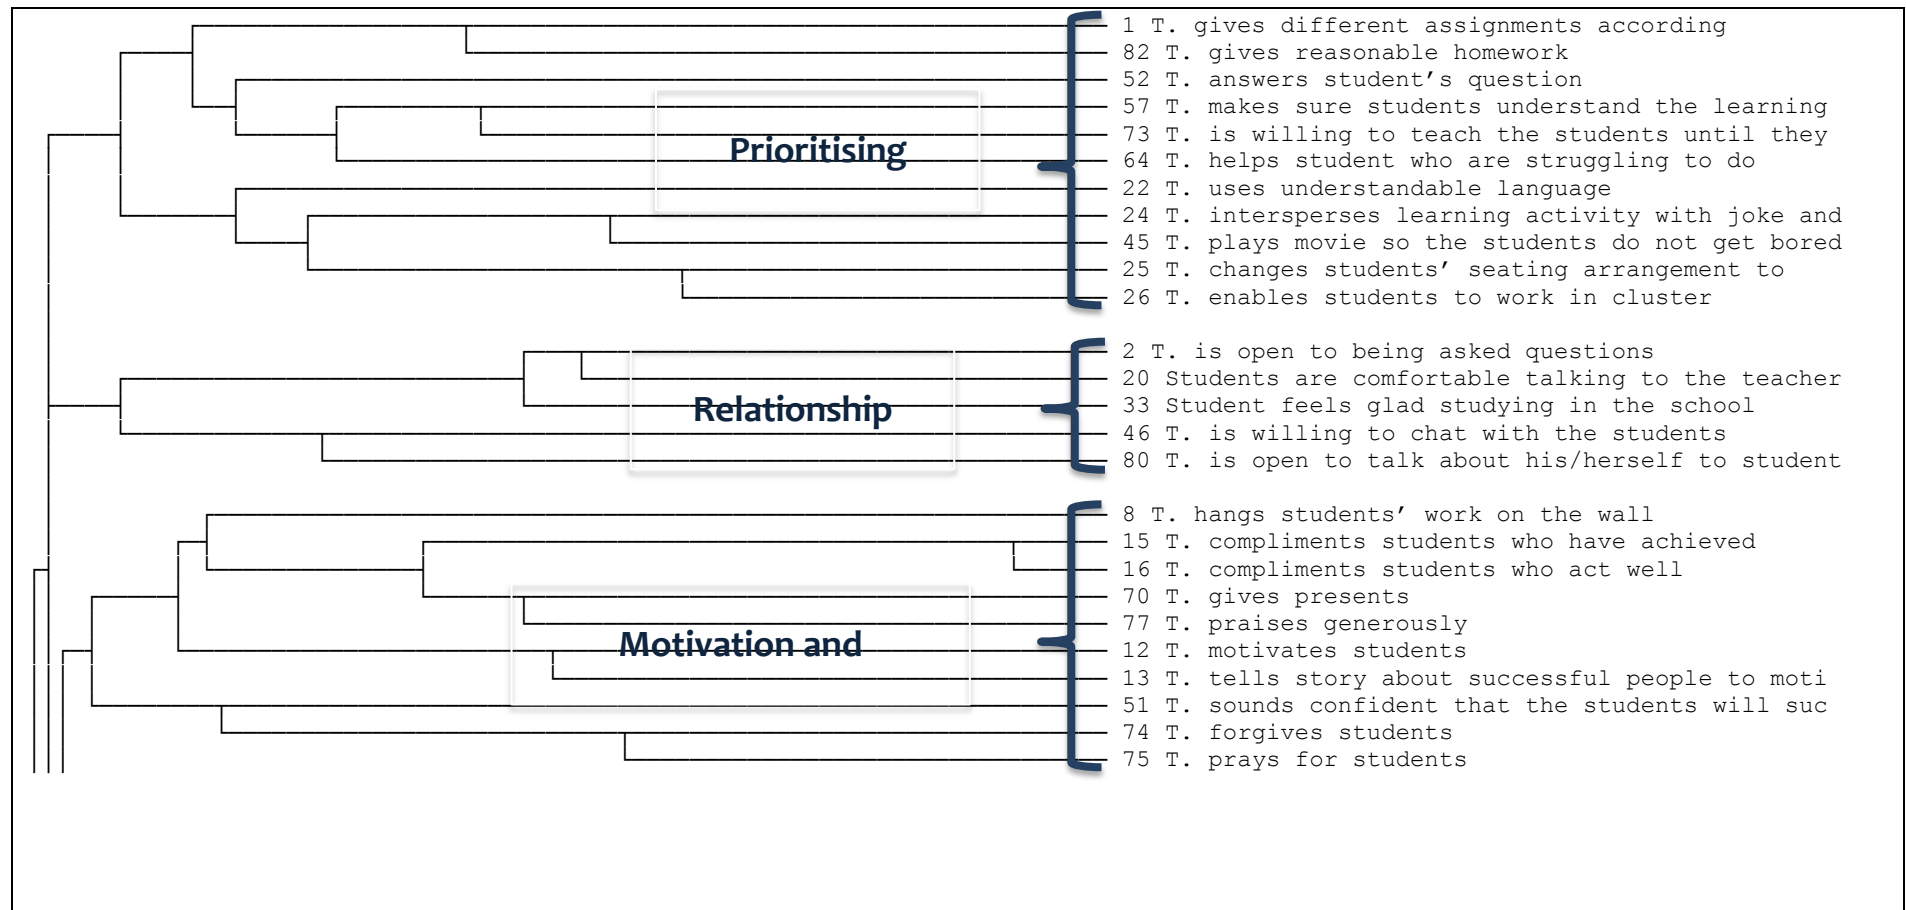 1 T. gives different assignments according
82 T. gives reasonable homework
52 T. answers student’s question
57 T. makes sure students understand the learning
73 T. is willing to teach the students until they
Prioritising
64 T. helps student who are struggling to do
22 T. uses understandable language
24 T. intersperses learning activity with joke and
45 T. plays movie so the students do not get bored
25 T. changes students’ seating arrangement to
26 T. enables students to work in cluster
2 T. is open to being asked questions
20 Students are comfortable talking to the teacher
Relationship
33 Student feels glad studying in the school
46 T. is willing to chat with the students
80 T. is open to talk about his/herself to student
8 T. hangs students’ work on the wall
15 T. compliments students who have achieved
16 T. compliments students who act well
70 T. gives presents
77 T. praises generously
Motivation and
12 T. motivates students
13 T. tells story about successful people to moti
51 T. sounds confident that the students will suc
74 T. forgives students
75 T. prays for students